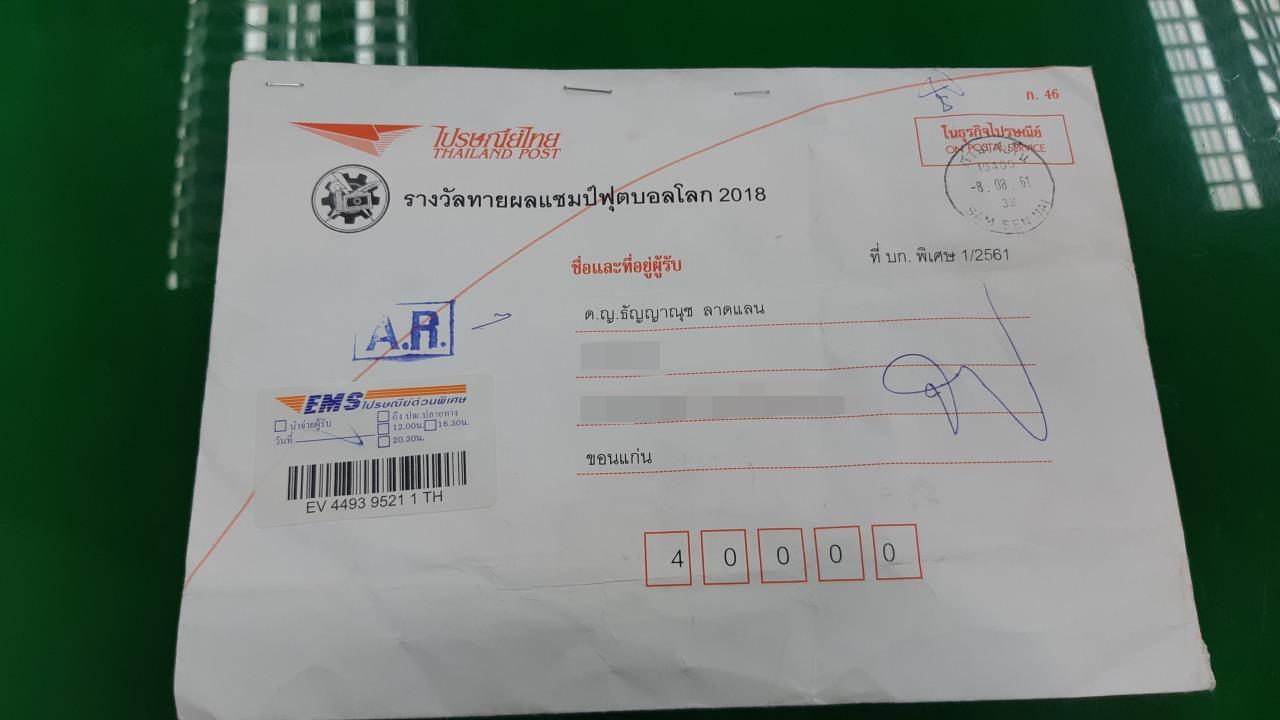 ก. 46
ไปรษณีย์ไทย
THAILAND POST
ในธุรกิจไปรษณีย์
ON POSTAL SERVICE
10400
-8. 08. 61
3B
SAM SEN NAI
รางวัลทายผลแชมป์ฟุตบอลโลก 2018
ที่ บก. พิเศษ 1/2561
ชื่อและที่อยู่ผู้รับ
ด.ญ.ธัญญาณุช ลาดแลน
A.R.
EMS ไปรษณีย์ด่วนพิเศษ
นำจ่ายผู้รับ
วันที่
ถึง ปณ.ปลายทาง
12.00น. 16.30น.
20.30น.
EV 4493 9521 1 TH
ขอนแก่น
4 0 0 0 0